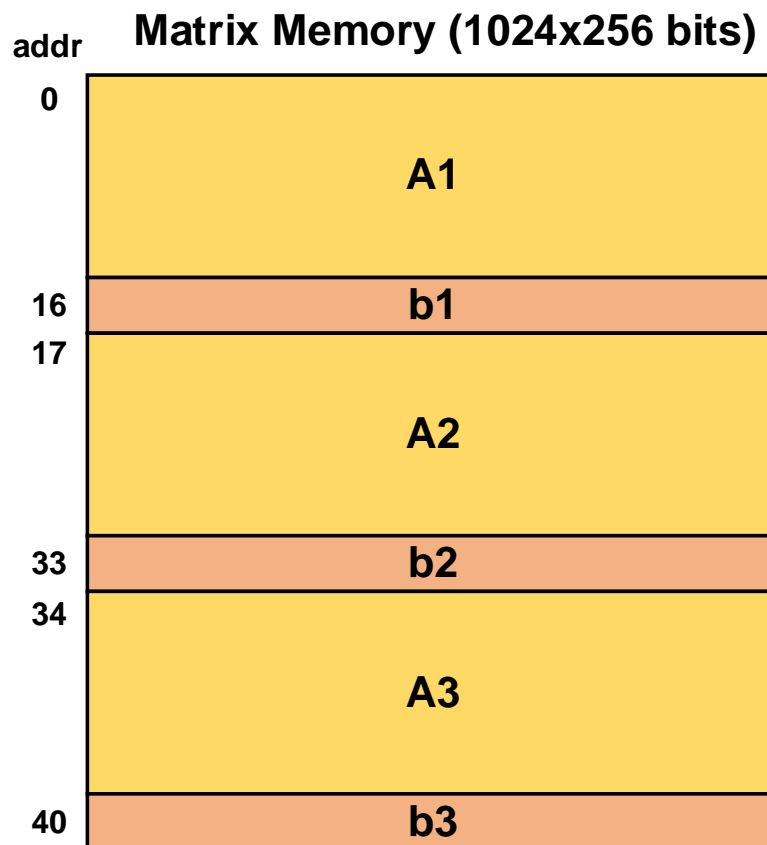 Matrix Memory (1024x256 bits)
addr
0
A1
16 b1
17
A2
33 b2
34
A3
40 b3